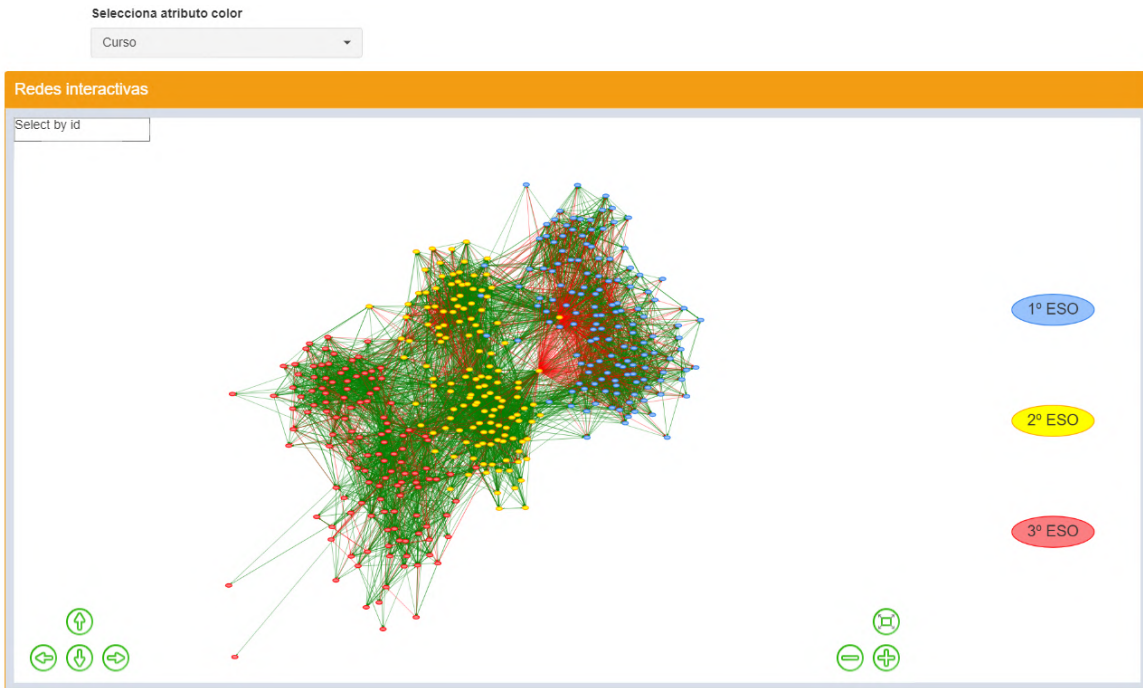 Selecciona atributo color
Curso
Redes interactivas
Select by id
1º ESO
2º ESO
3º ESO